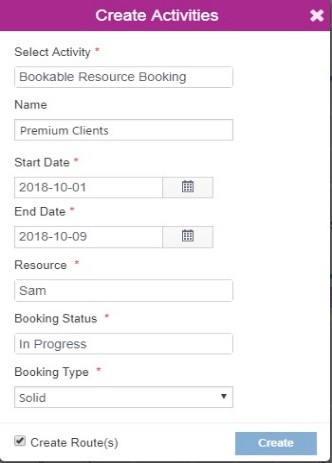 Create Activities
Select Activity *
Bookable Resource Booking
Name
Premium Clients
Start Date *
2018-10-01
End Date *
2018-10-09
Resource *
Sam
Booking Status *
In Progress
Booking Type *
Solid
Create Route(s)
Create